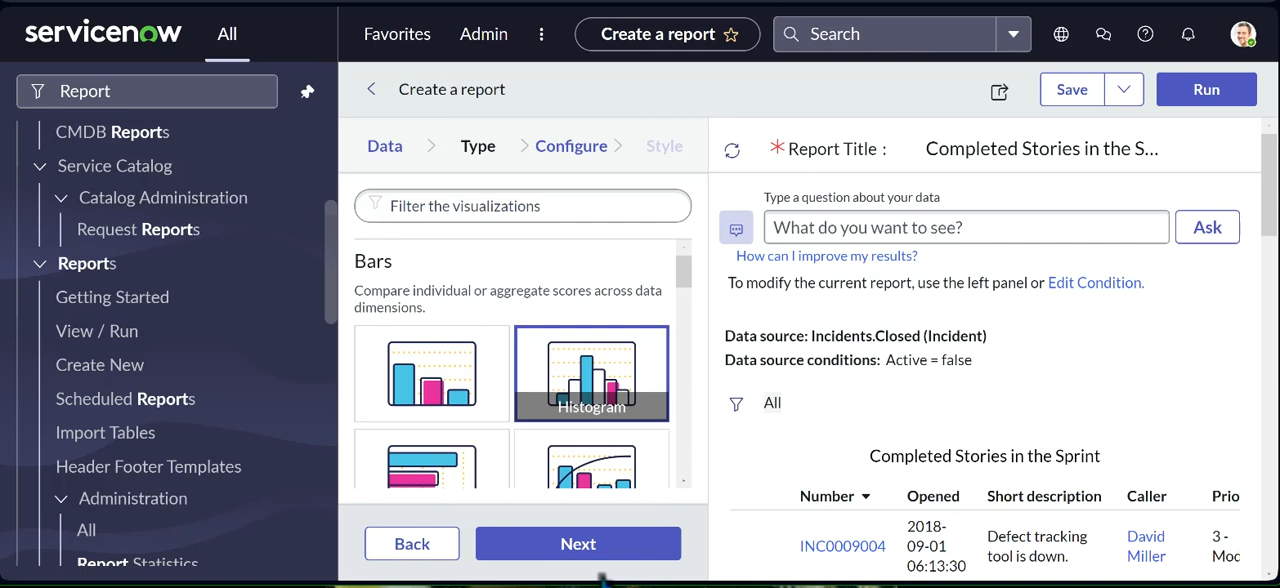 servicenow
All
Favorites
Admin
Create a report
Search
Report
CMDB Reports
Service Catalog
Catalog Administration
Request Reports
Reports
Getting Started
View / Run
Create New
Scheduled Reports
Import Tables
Header Footer Templates
Administration
All
Report Statistics
Create a report
Save
Run
Data
Type
Configure
Style
Filter the visualizations
Bars
Compare individual or aggregate scores across data
dimensions.
Histogram
Back
Next
* Report Title :
Completed Stories in the S...
Type a question about your data
What do you want to see?
Ask
How can I improve my results?
To modify the current report, use the left panel or Edit Condition.
Data source: Incidents.Closed (Incident)
Data source conditions: Active = false
All
Completed Stories in the Sprint
Number
Opened
Short description
Caller
Prio
INC0009004
2018-
09-01
06:13:30
Defect tracking
tool is down.
David
Miller
3 -
Moc